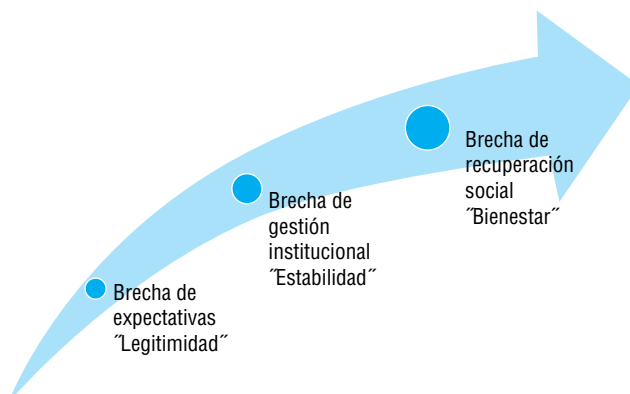 Brecha de
recuperación
social
˝Bienestar˝
Brecha de
gestión
institucional
˝Estabilidad˝
Brecha de
expectativas
˝Legitimidad˝